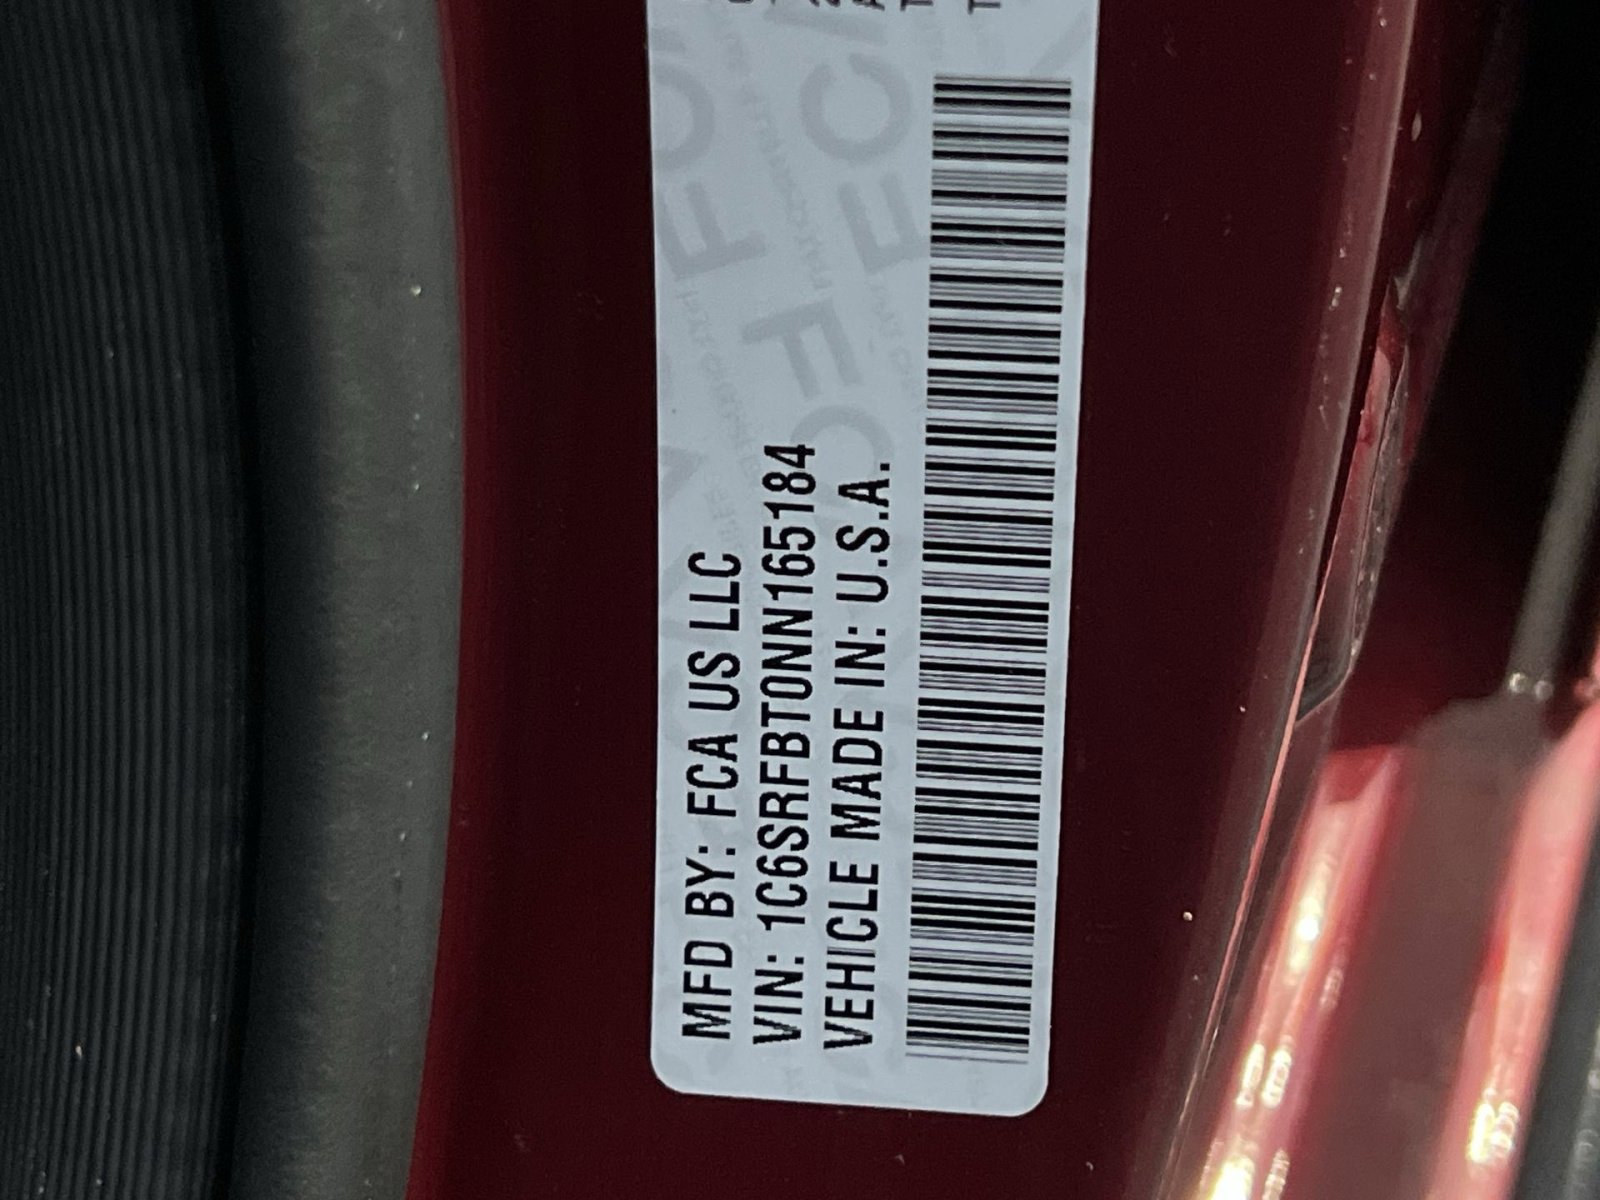 MFD BY: FCA US LLC
VIN: 1C6SRFBT0NN165184
VEHICLE MADE IN: U.S.A.